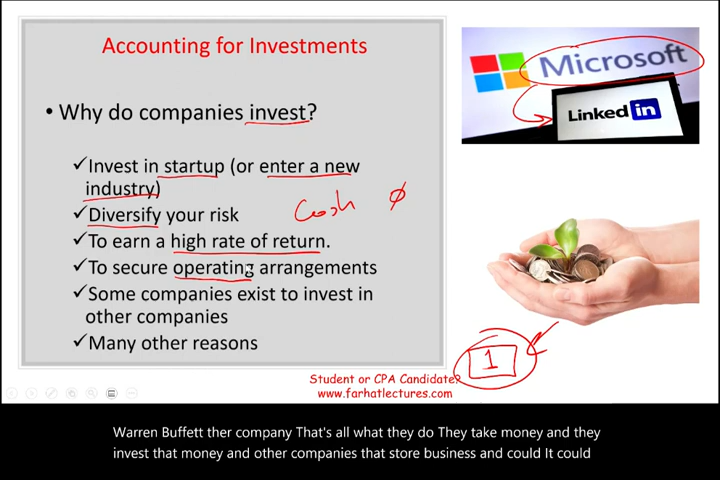 Accounting for Investments
• Why do companies invest?
✓Invest in startup (or enter a new
industry)
✓Diversify your risk
Cash ∅
✓To earn a high rate of return.
✓To secure operating arrangements
✓Some companies exist to invest in
other companies
✓Many other reasons
Microsoft
Linked in
1
Student or CPA Candidate?
www.farhatlectures.com
Warren Buffett ther company That's all what they do They take money and they
invest that money and other companies that store business and could It could